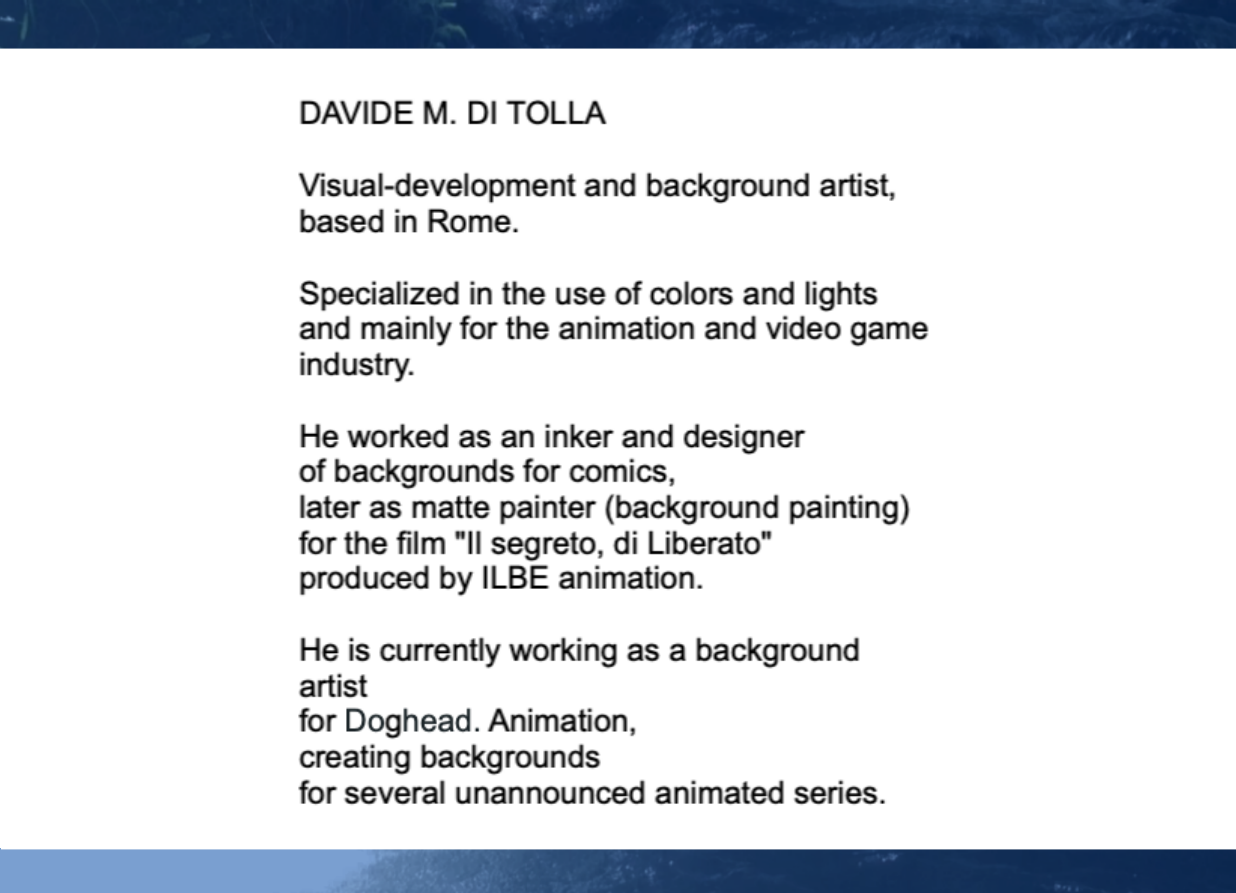 DAVIDE M. DI TOLLA
Visual-development and background artist,
based in Rome.
Specialized in the use of colors and lights
and mainly for the animation and video game
industry.
He worked as an inker and designer
of backgrounds for comics,
later as matte painter (background painting)
for the film "Il segreto, di Liberato"
produced by ILBE animation.
He is currently working as a background
artist
for Doghead. Animation,
creating backgrounds
for several unannounced animated series.